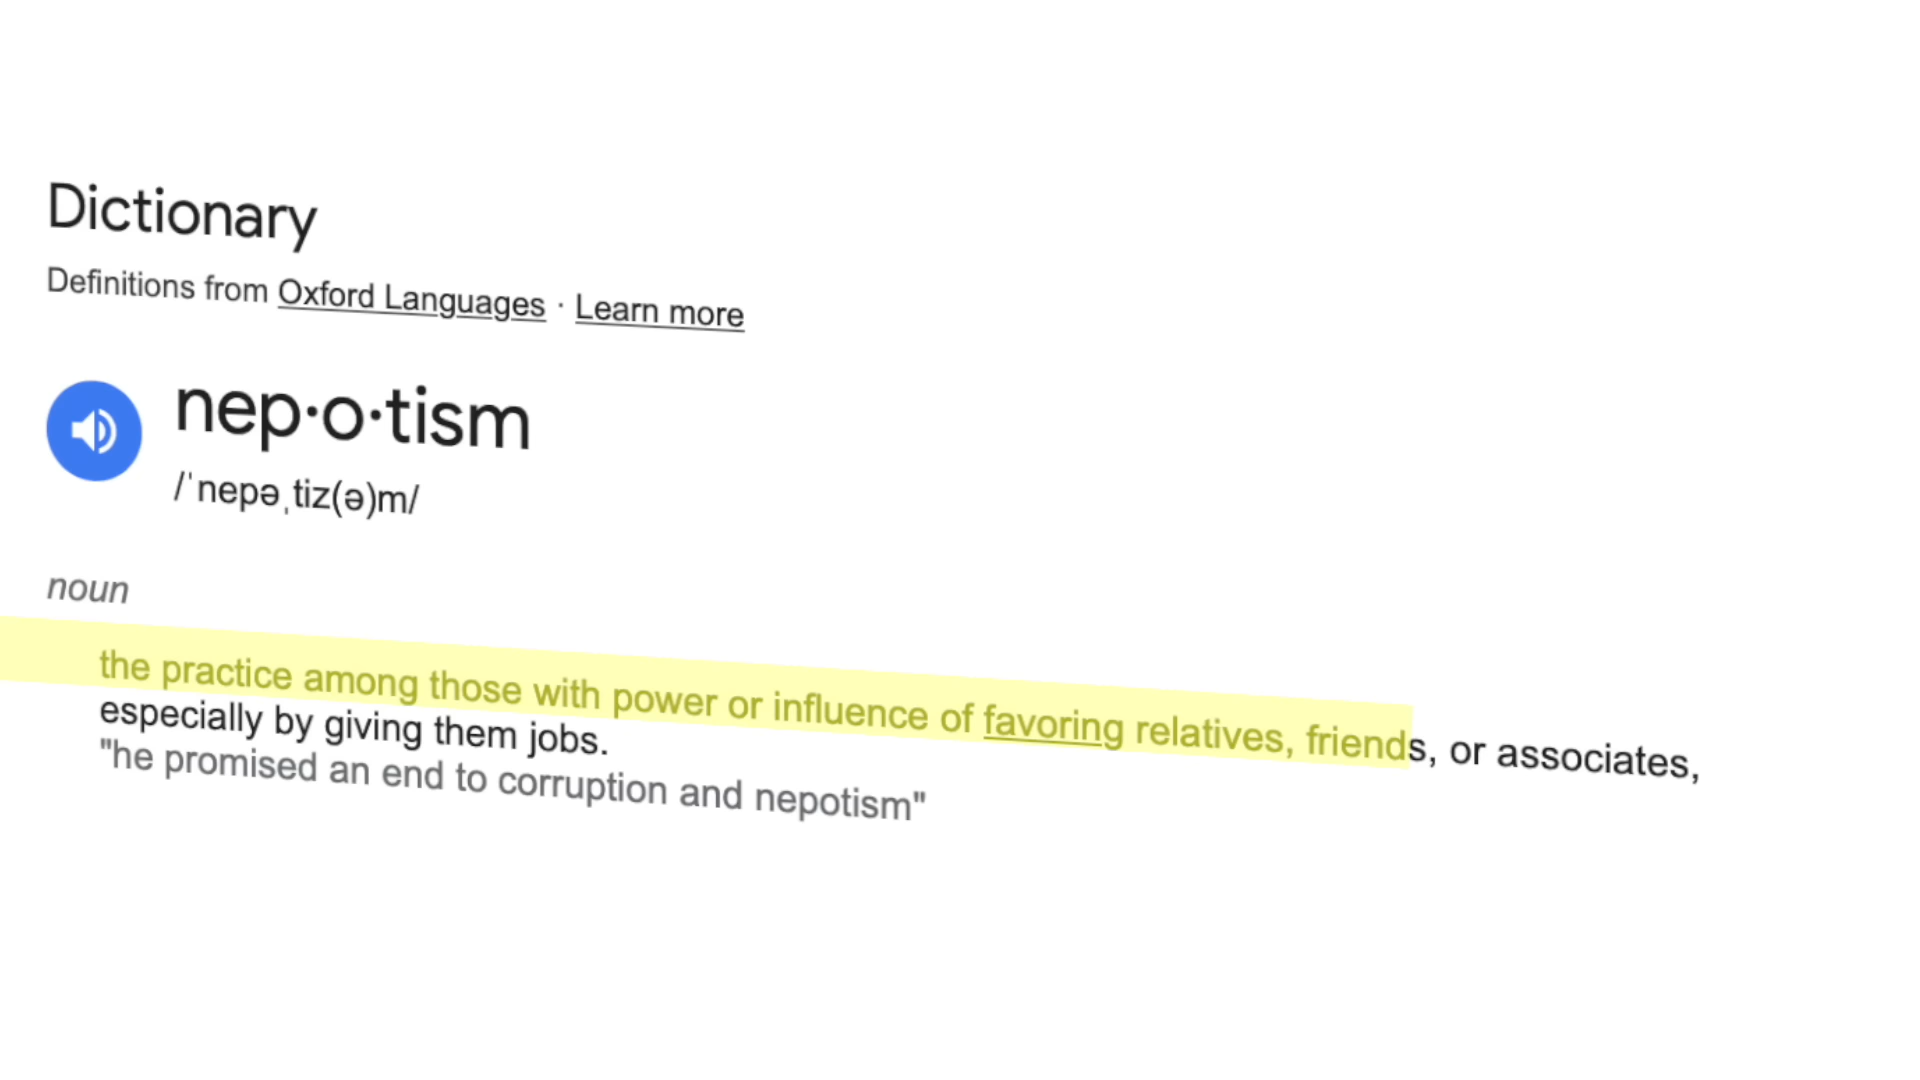 Dictionary
Definitions from Oxford Languages · Learn more
nep·o·tism
/ˈnepəˌtiz(ə)m/
noun
the practice among those with power or influence of favoring relatives, friends, or associates,
especially by giving them jobs.
"he promised an end to corruption and nepotism"